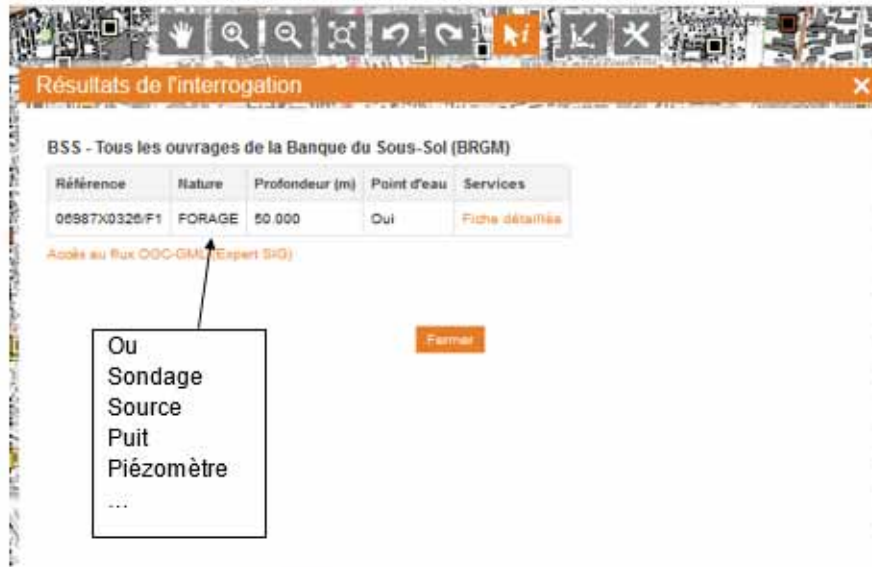 Résultats de l'interrogation
BSS - Tous les ouvrages de la Banque du Sous-Sol (BRGM)
Référence Nature Profondeur (m) Point d'eau Services
06987X0326/F1 FORAGE 50.000 Oui Fiche détaillée
Accès au flux OGC-GML (Expert SIG)
Fermer
Ou
Sondage
Source
Puit
Piézomètre
...